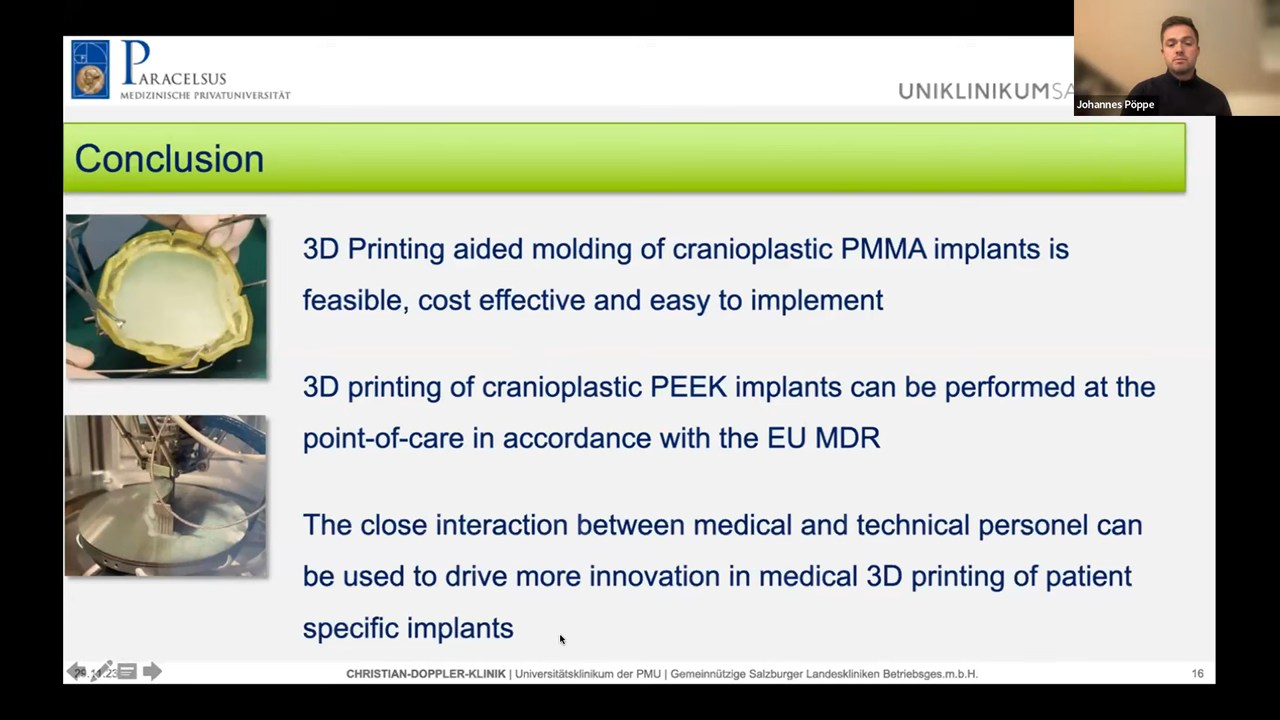 PARACELSUS
MEDIZINISCHE PRIVATUNIVERSITÄT
UNIKLINIKUMSA
Johannes Pöppe
Conclusion
3D Printing aided molding of cranioplastic PMMA implants is
feasible, cost effective and easy to implement
3D printing of cranioplastic PEEK implants can be performed at the
point-of-care in accordance with the EU MDR
The close interaction between medical and technical personel can
be used to drive more innovation in medical 3D printing of patient
specific implants
CHRISTIAN-DOPPLER-KLINIK | Universitätsklinikum der PMU | Gemeinnützige Salzburger Landeskliniken Betriebsges.m.b.H.
16